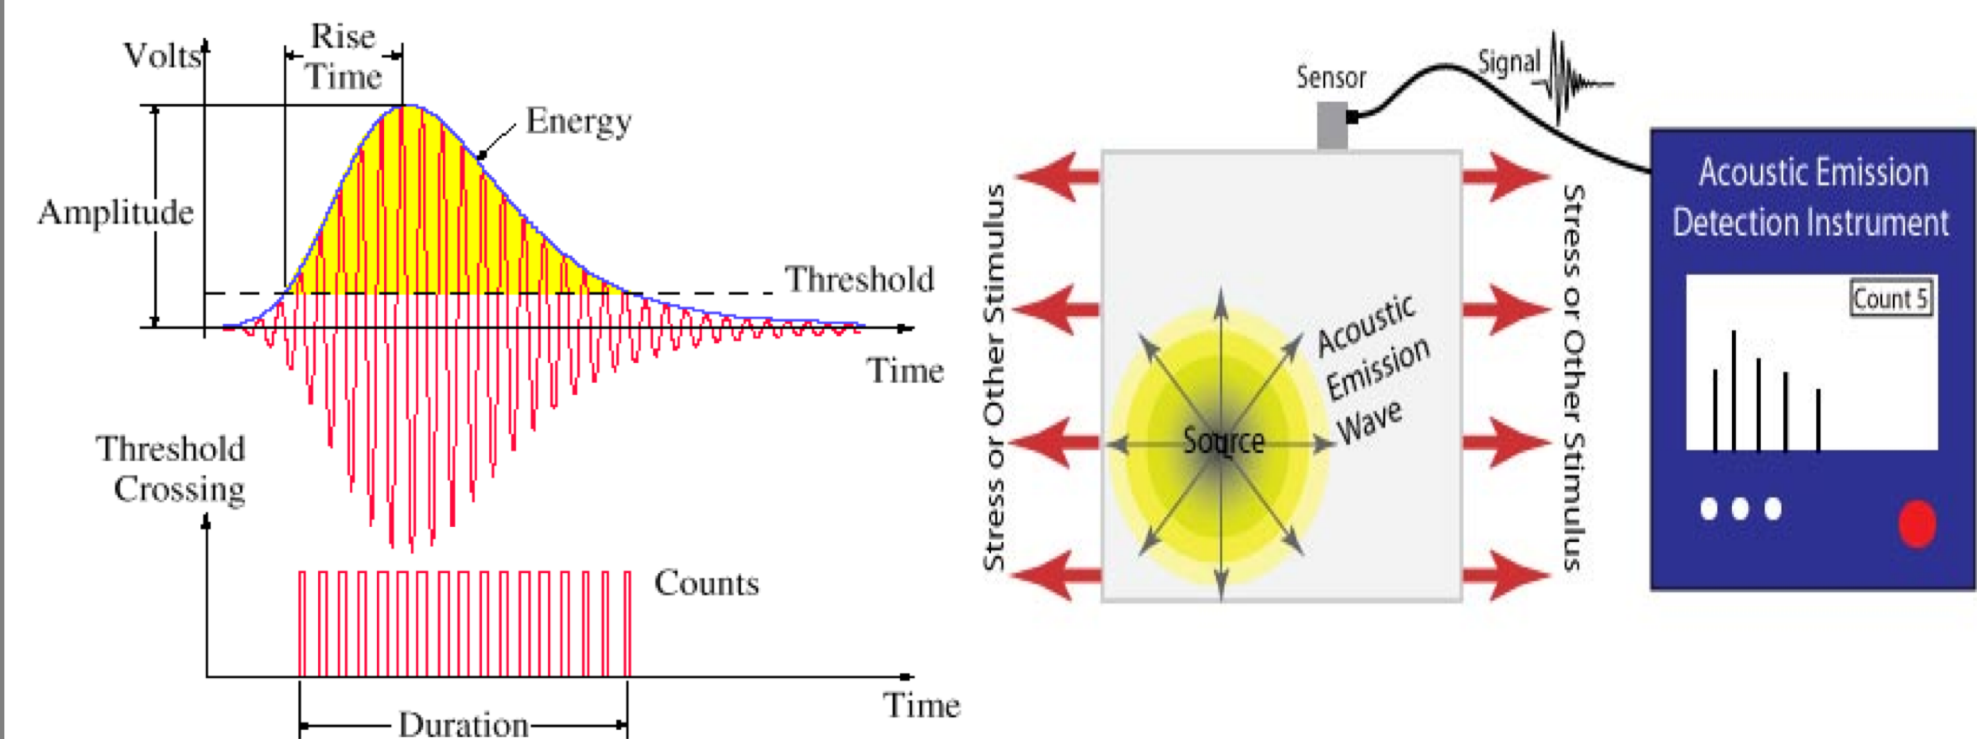 Volts
Rise
Time
Energy
Amplitude
Threshold
Time
Threshold
Crossing
Counts
Time
Duration
Sensor
Signal
Stress or Other Stimulus
Source
Acoustic
Emission
Wave
Stress or Other Stimulus
Acoustic Emission
Detection Instrument
Count 5